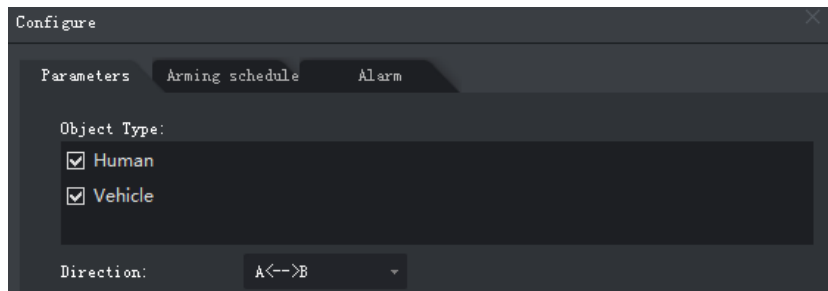 Configure
Parameters Arming schedule Alarm
Object Type:
Human
Vehicle
Direction: A<-->B